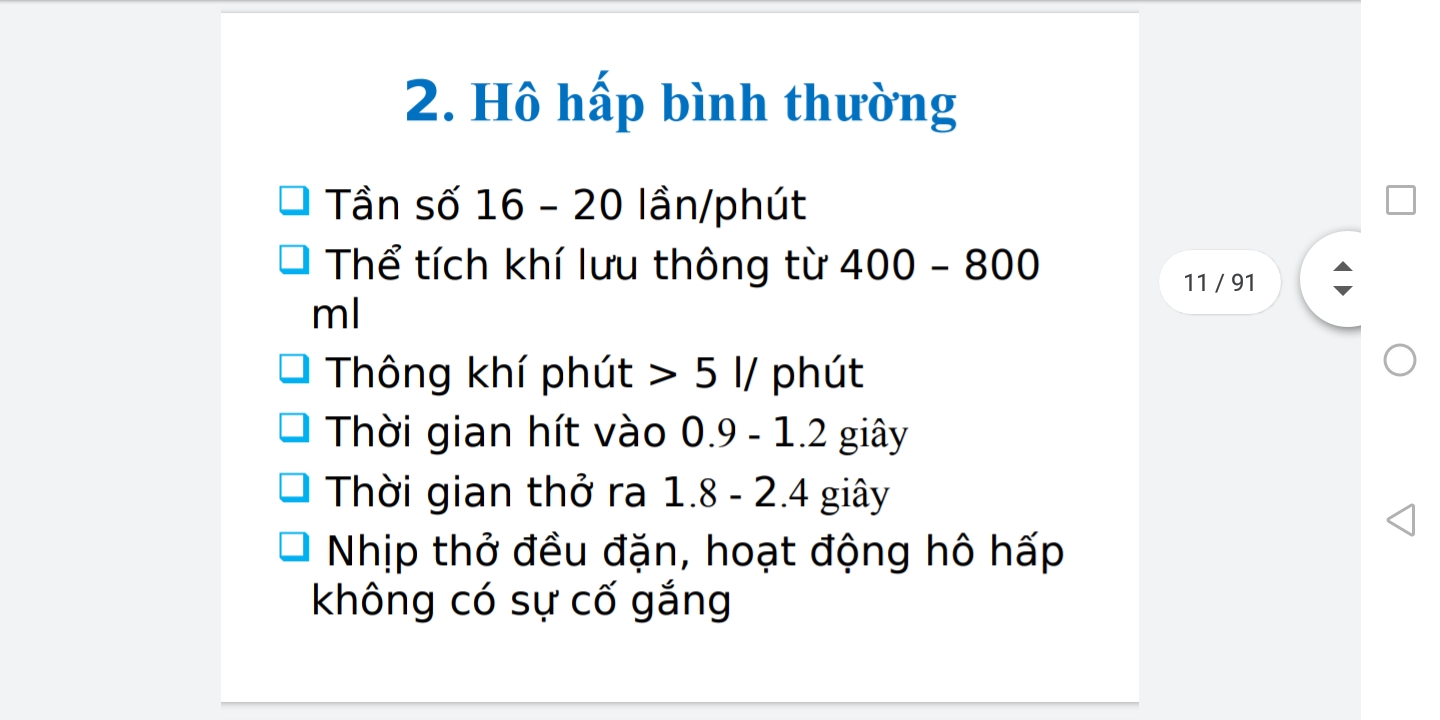 2. Hô hấp bình thường
Tần số 16 – 20 lần/phút
Thể tích khí lưu thông từ 400 – 800
ml
Thông khí phút > 5 l/ phút
Thời gian hít vào 0.9 - 1.2 giây
Thời gian thở ra 1.8 - 2.4 giây
Nhịp thở đều đặn, hoạt động hô hấp
không có sự cố gắng
11 / 91